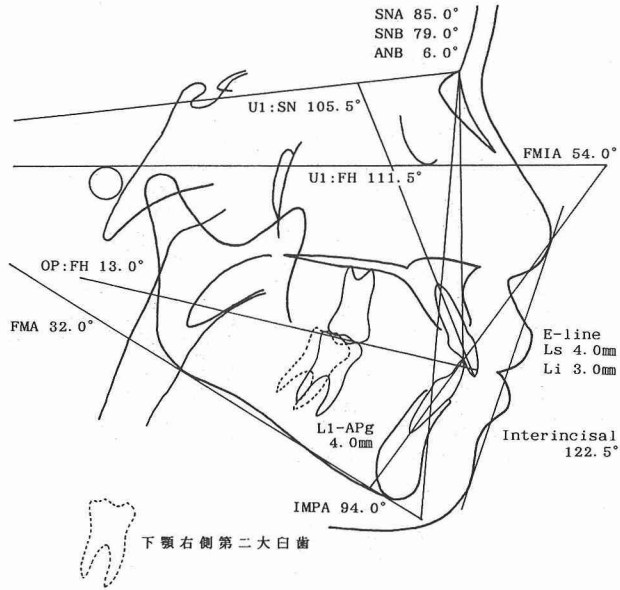 SNA 85.0°
SNB 79.0°
ANB 6.0°
U1:SN 105.5°
FMIA 54.0°
U1:FH 111.5°
OP:FH 13.0°
FMA 32.0°
E-line
Ls 4.0mm
Li 3.0mm
L1-APg
4.0mm
Interincisal
122.5°
IMPA 94.0°
下顎右側第二大臼歯